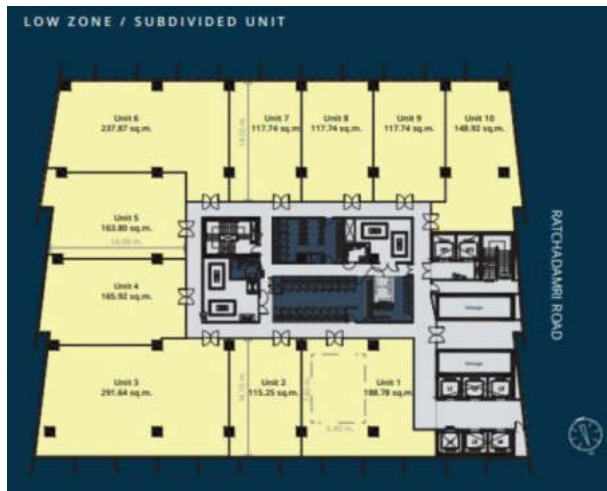 LOW ZONE / SUBDIVIDED UNIT
Unit 6
237.87 sq.m.
Unit 7
117.74 sq.m.
Unit 8
117.74 sq.m.
Unit 9
117.74 sq.m.
Unit 10
148.92 sq.m.
Unit 5
163.80 sq.m.
Unit 4
165.92 sq.m.
Unit 3
291.64 sq.m.
Unit 2
115.25 sq.m.
Unit 1
188.78 sq.m.
8.40 m.
RATCHADAMRI ROAD